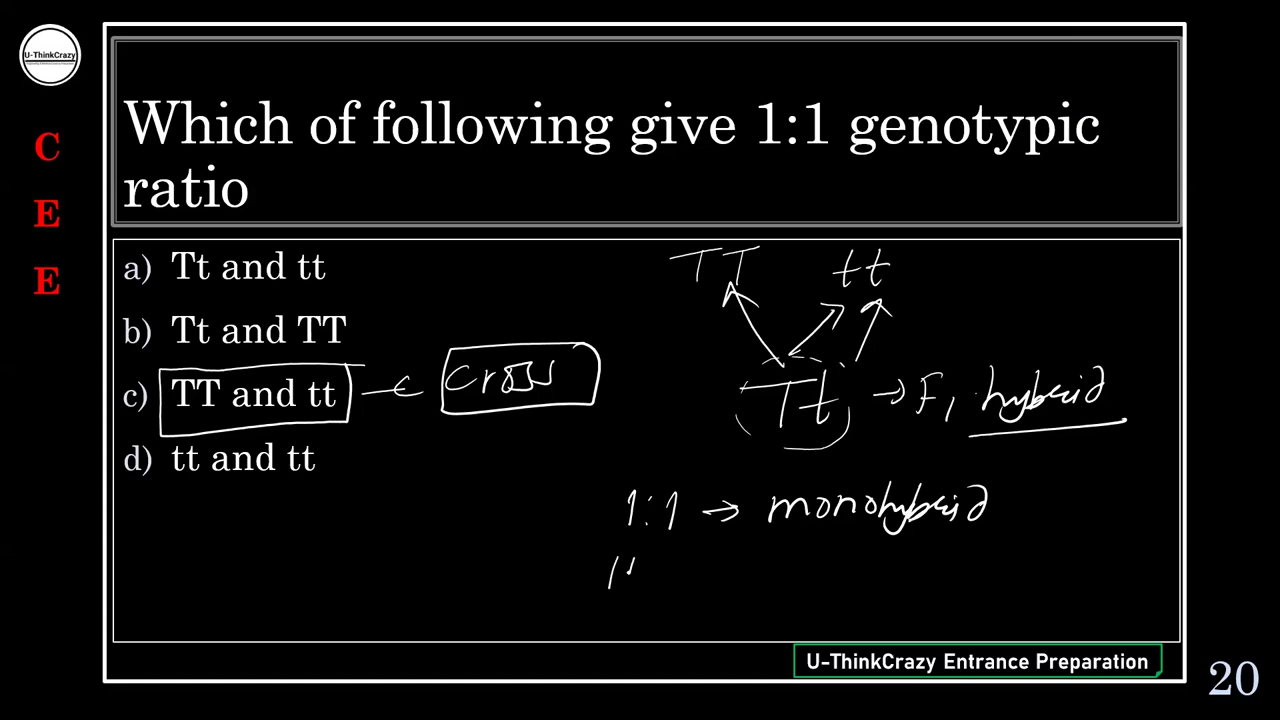 U-ThinkCrazy
C
E
E
Which of following give 1:1 genotypic
ratio
a) Tt and tt
b) Tt and TT
c) TT and tt
d) tt and tt
cross
TT tt
Tt → F1 hybrid
1:1 → monohybrid
U-ThinkCrazy Entrance Preparation
20